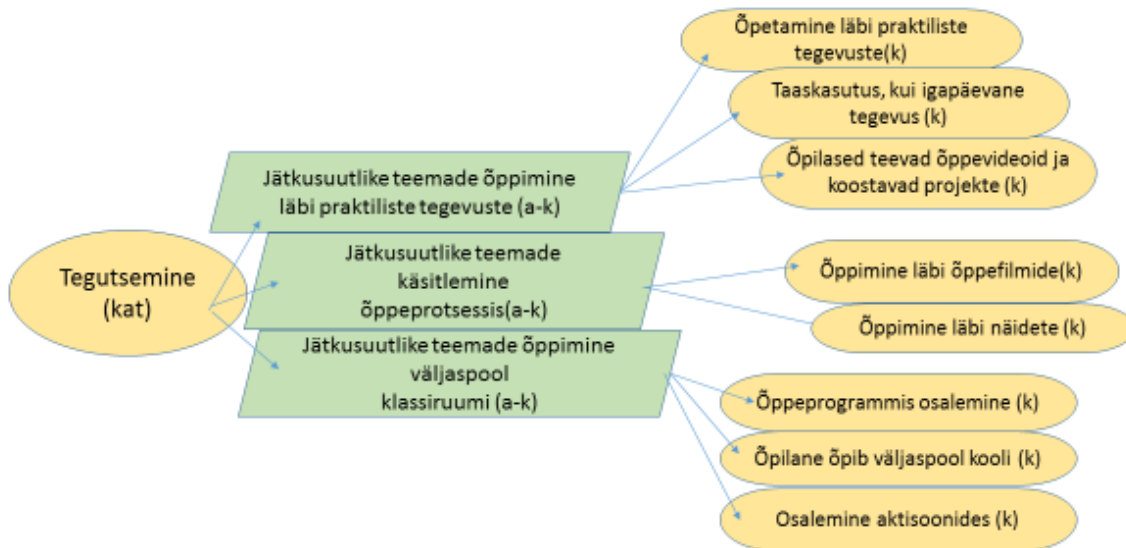 Tegutsemine
(kat)
Jätkusuutlike teemade õppimine
läbi praktiliste tegevuste (a-k)
Jätkusuutlike teemade
käsitlemine
õppeprotsessis(a-k)
Jätkusuutlike teemade õppimine
väljaspool
klassiruumi (a-k)
Õpetamine läbi praktiliste
tegevuste(k)
Taaskasutus, kui igapäevane
tegevus (k)
Õpilased teevad õppevideoid ja
koostavad projekte (k)
Õppimine läbi õppefilmide(k)
Õppimine läbi näidete (k)
Õppeprogrammis osalemine (k)
Õpilane õpib väljaspool kooli (k)
Osalemine aktisoonides (k)